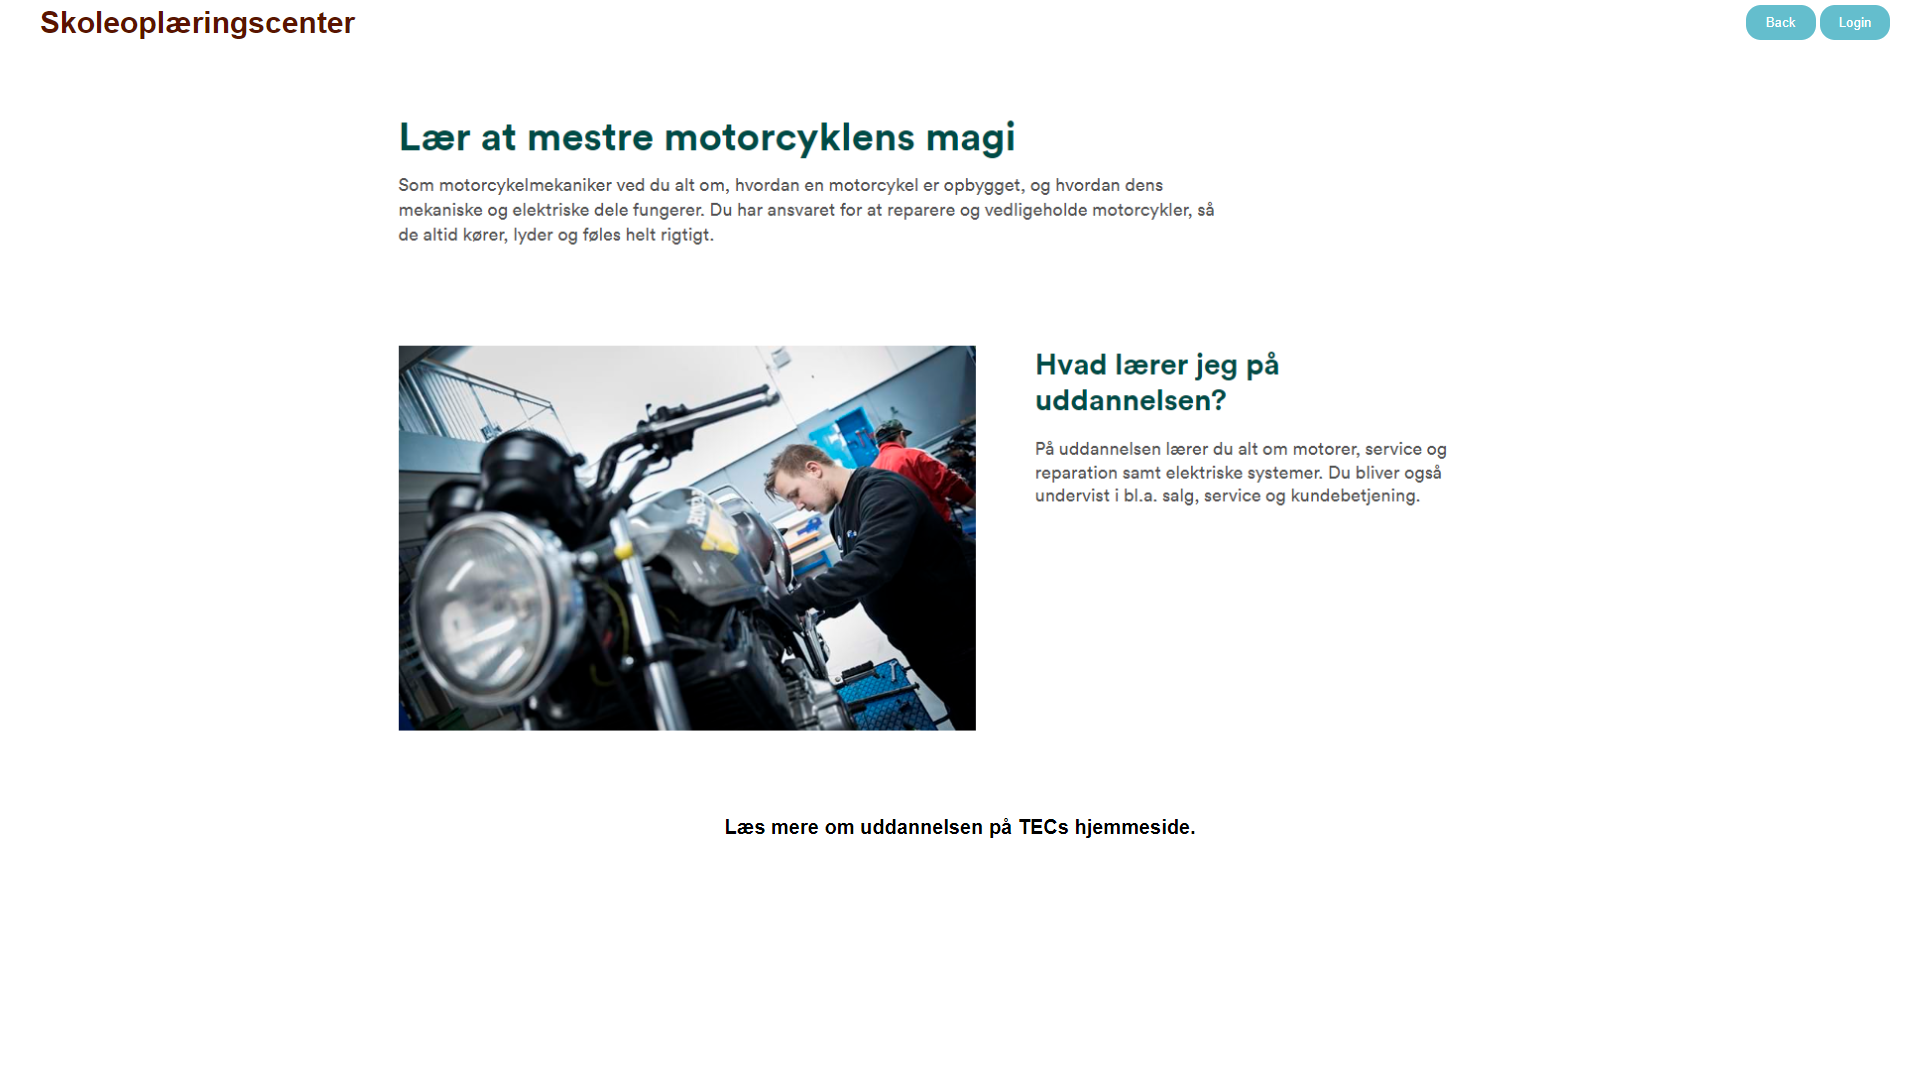 Skoleoplæringscenter
Back
Login
Lær at mestre motorcyklens magi
Som motorcykelmekaniker ved du alt om, hvordan en motorcykel er opbygget, og hvordan dens
mekaniske og elektriske dele fungerer. Du har ansvaret for at reparere og vedligeholde motorcykler, så
de altid kører, lyder og føles helt rigtigt.
Hvad lærer jeg på
uddannelsen?
På uddannelsen lærer du alt om motorer, service og
reparation samt elektriske systemer. Du bliver også
undervist i bl.a. salg, service og kundebetjening.
Læs mere om uddannelsen på TECs hjemmeside.